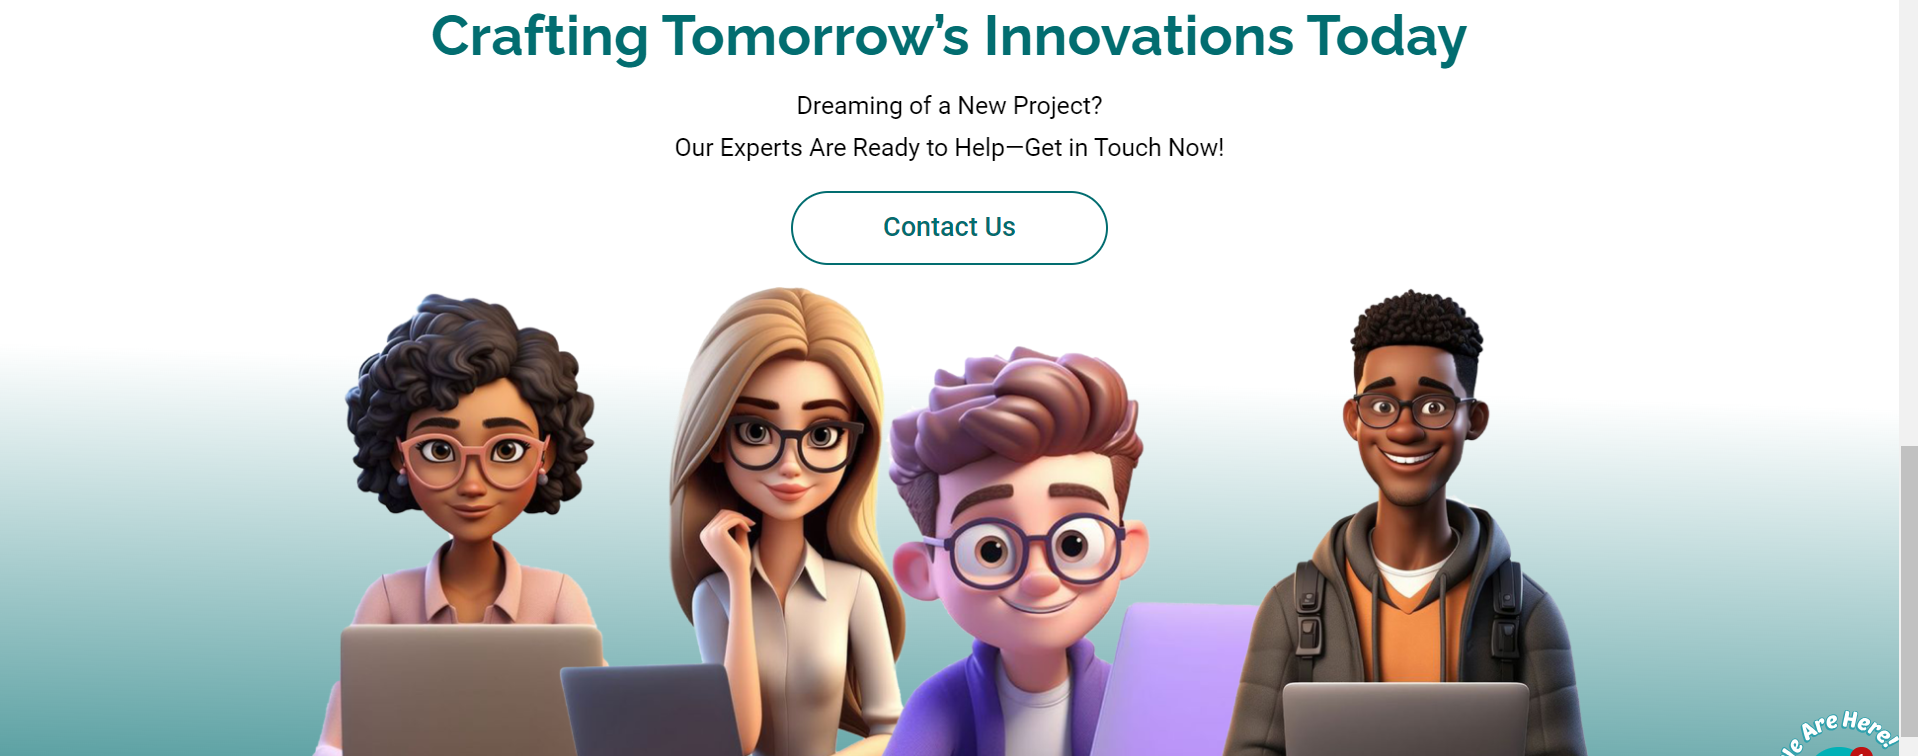 Crafting Tomorrow’s Innovations Today
Dreaming of a New Project?
Our Experts Are Ready to Help—Get in Touch Now!
Contact Us
Are Here!